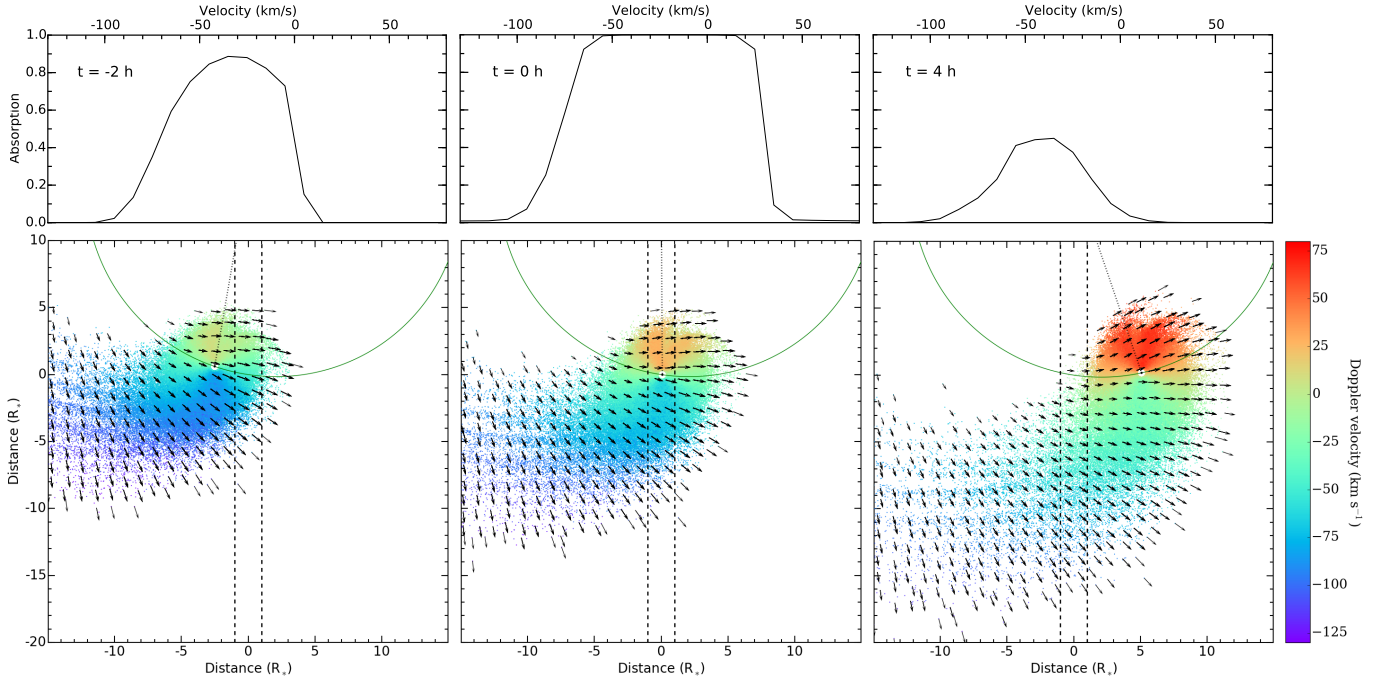 Velocity (km/s) Velocity (km/s) Velocity (km/s)
-100 -50 0 50 -100 -50 0 50 -100 -50 0 50
1.0
t = -2 h t = 0 h t = 4 h
0.8
0.6
Absorption
0.4
0.2
0.0
10
5
0
-5
-10
-15
-20
Distance (R*)
-10 -5 0 5 10 -10 -5 0 5 10 -10 -5 0 5 10
Distance (R*) Distance (R*) Distance (R*)
75
50
25
0
−25
−50
−75
−100
−125
Doppler velocity (km s⁻¹)